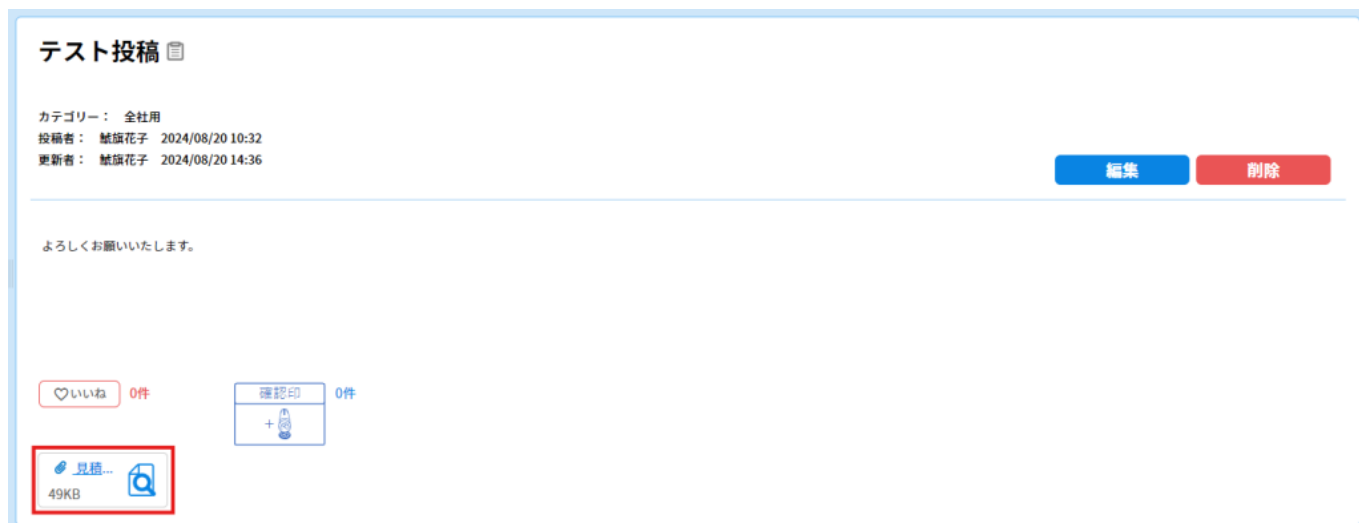 テスト投稿
カテゴリー： 全社用
投稿者： 鯱旗花子 2024/08/20 10:32
更新者： 鯱旗花子 2024/08/20 14:36
編集 削除
よろしくお願いいたします。
いいね 0件
確認印 0件
+
見積...
49KB